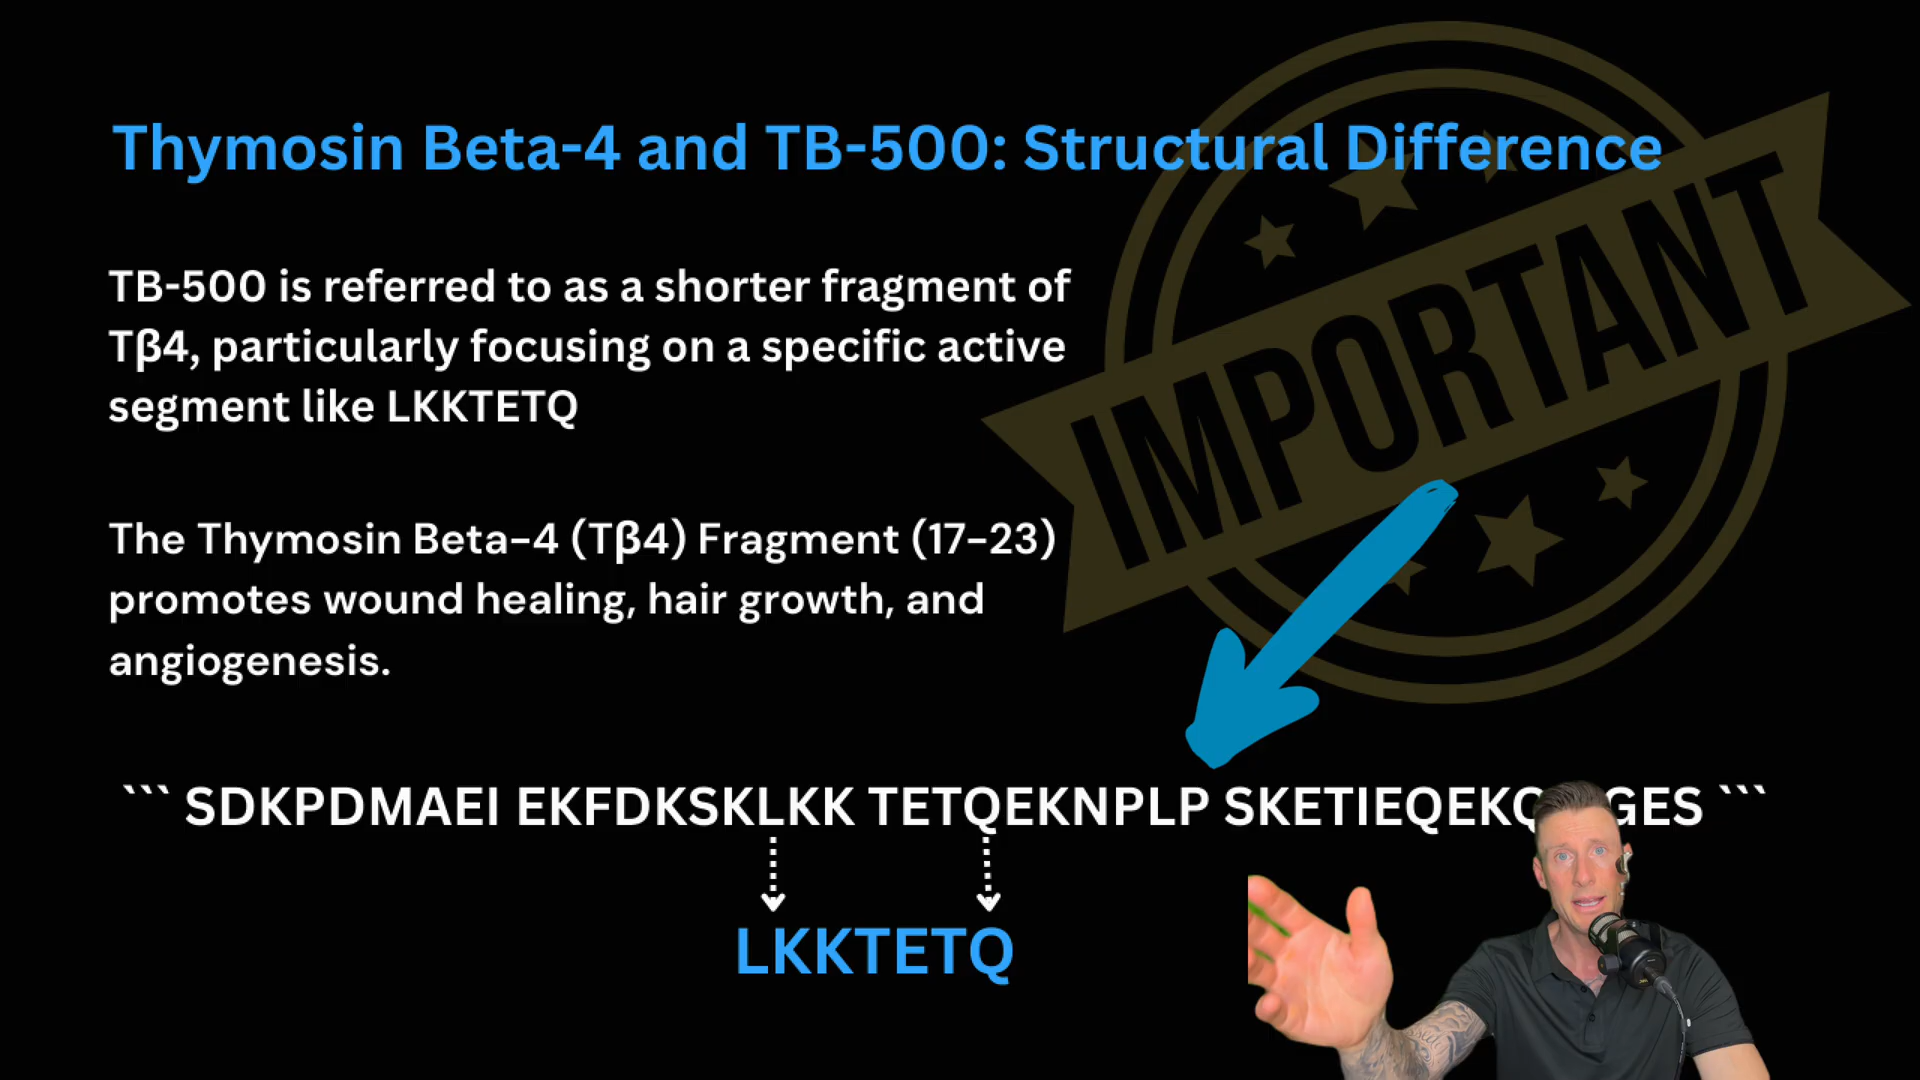 Thymosin Beta-4 and TB-500: Structural Difference
TB-500 is referred to as a shorter fragment of
Tβ4, particularly focusing on a specific active
segment like LKKTETQ
IMPORTANT
The Thymosin Beta-4 (Tβ4) Fragment (17-23)
promotes wound healing, hair growth, and
angiogenesis.
``` SDKPDMAEI EKFDKSKLKK TETQEKNPLP GES ```
LKKTETQ